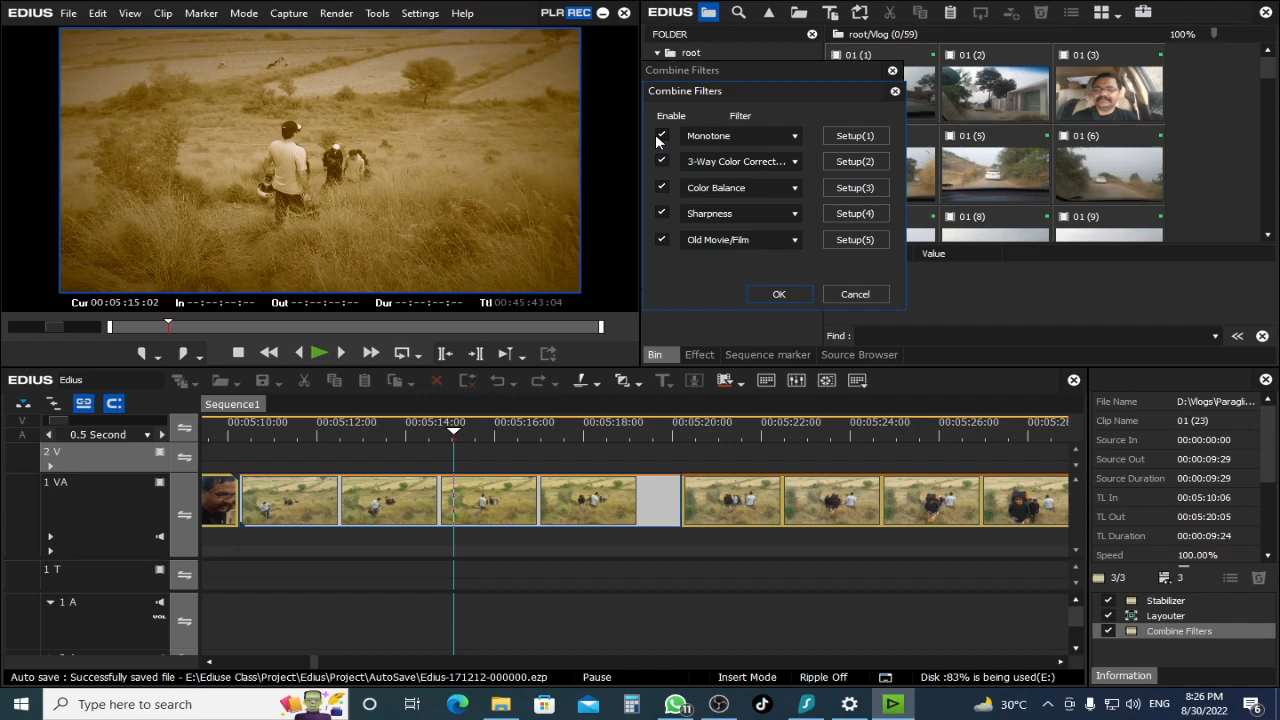 File Edit View Clip Marker Mode Capture Render Tools Settings Help
PLR REC
EDIUS
FOLDER
root/Vlog (0/59)
100%
root
01 (1)
01 (2)
01 (3)
01 (5)
01 (6)
01 (8)
01 (9)
Combine Filters
Combine Filters
Enable Filter
Monotone Setup(1)
3-Way Color Correct... Setup(2)
Color Balance Setup(3)
Sharpness Setup(4)
Old Movie/Film Setup(5)
OK Cancel
Value
Find :
Bin Effect Sequence marker Source Browser
Cur 00:05:15:02 In --:--:--:-- Out --:--:--:-- Dur --:--:--:-- Ttl 00:45:43:04
EDIUS Edius
Sequence1
V
A
0.5 Second
00:05:10:00 00:05:12:00 00:05:14:00 00:05:16:00 00:05:18:00 00:05:20:00 00:05:22:00 00:05:24:00 00:05:26:00 00:05:28
2 V
1 VA
1 T
1 A
VOL
File Name D:\Vlogs\Paragli...
Clip Name 01 (23)
Source In 00:00:00:00
Source Out 00:00:09:29
Source Duration 00:00:09:29
TL In 00:05:10:06
TL Out 00:05:20:05
TL Duration 00:00:09:24
Speed 100.00%
3/3 3
Stabilizer
Layouter
Combine Filters
Information
Auto save : Successfully saved file - E:\Ediuse Class\Project\Edius\Project\AutoSave\Edius-171212-000000.ezp Pause Insert Mode Ripple Off Disk :83% is used(E:)
Type here to search
11
30°C
ENG
8:26 PM
8/30/2022